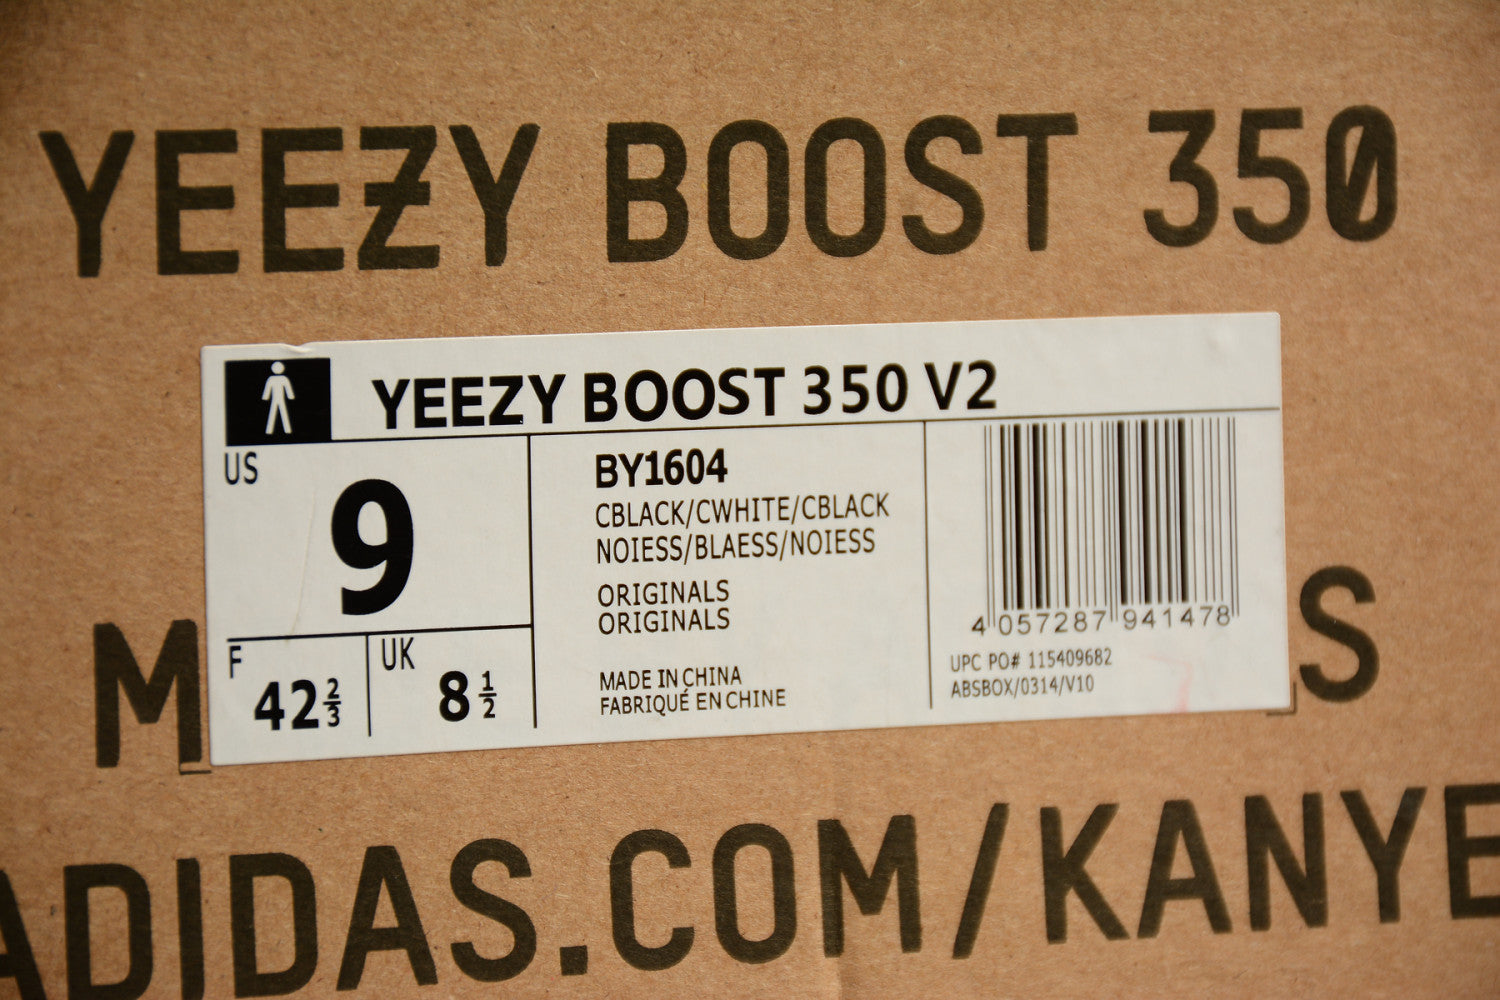 YEEZY BOOST 350
YEEZY BOOST 350 V2
US
9
F
42 2/3
UK
8 1/2
BY1604
CBLACK/CWHITE/CBLACK
NOIESS/BLAESS/NOIESS
ORIGINALS
ORIGINALS
MADE IN CHINA
FABRIQUÉ EN CHINE
4 057287 941478
UPC PO# 115409682
ABSBOX/0314/V10
M S
ADIDAS.COM/KANYE